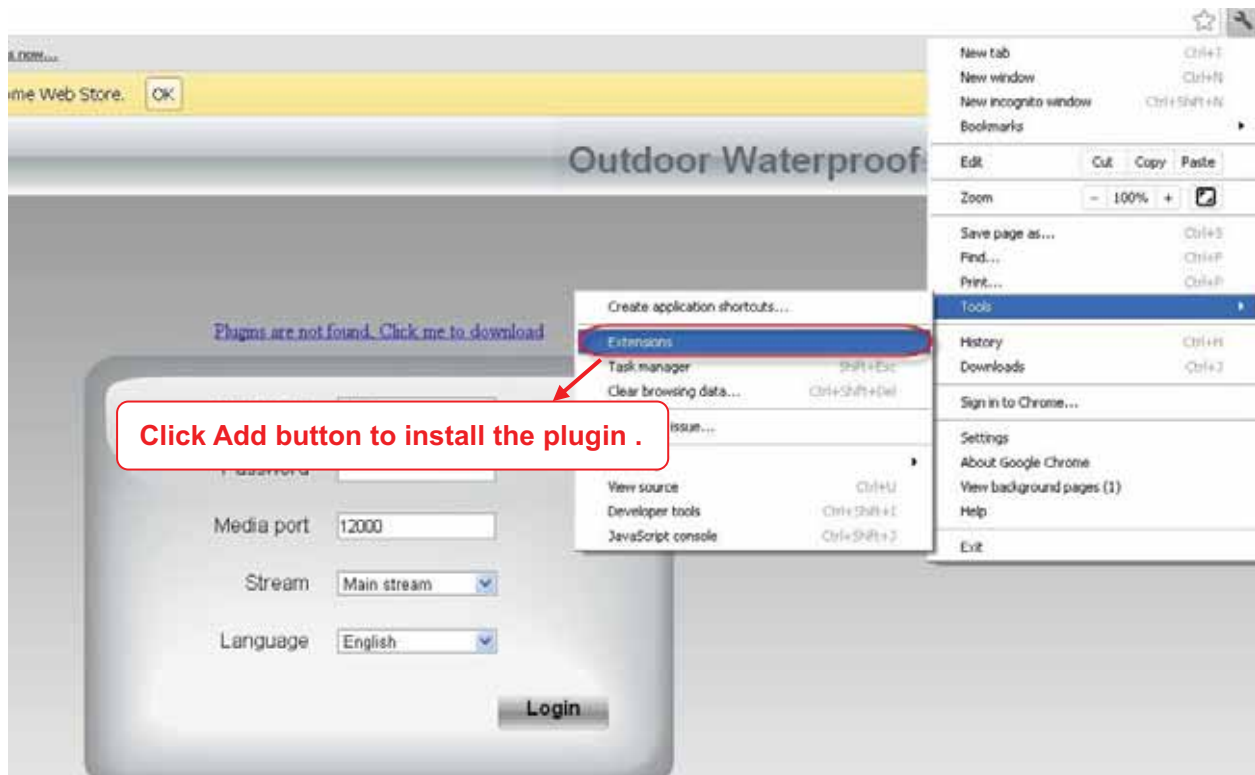 s now...
ome Web Store. OK
Outdoor Waterproof
Plugins are not found, Click me to download
Click Add button to install the plugin .
Password
Media port 12000
Stream Main stream
Language English
Login
Create application shortcuts...
Extensions
Task manager Shift+Esc
Clear browsing data... Ctrl+Shift+Del
issue...
View source Ctrl+U
Developer tools Ctrl+Shift+I
JavaScript console Ctrl+Shift+J
New tab Ctrl+T
New window Ctrl+N
New incognito window Ctrl+Shift+N
Bookmarks
Edit Cut Copy Paste
Zoom - 100% +
Save page as... Ctrl+S
Find... Ctrl+F
Print... Ctrl+P
Tools
History Ctrl+H
Downloads Ctrl+J
Sign in to Chrome...
Settings
About Google Chrome
View background pages (1)
Help
Exit